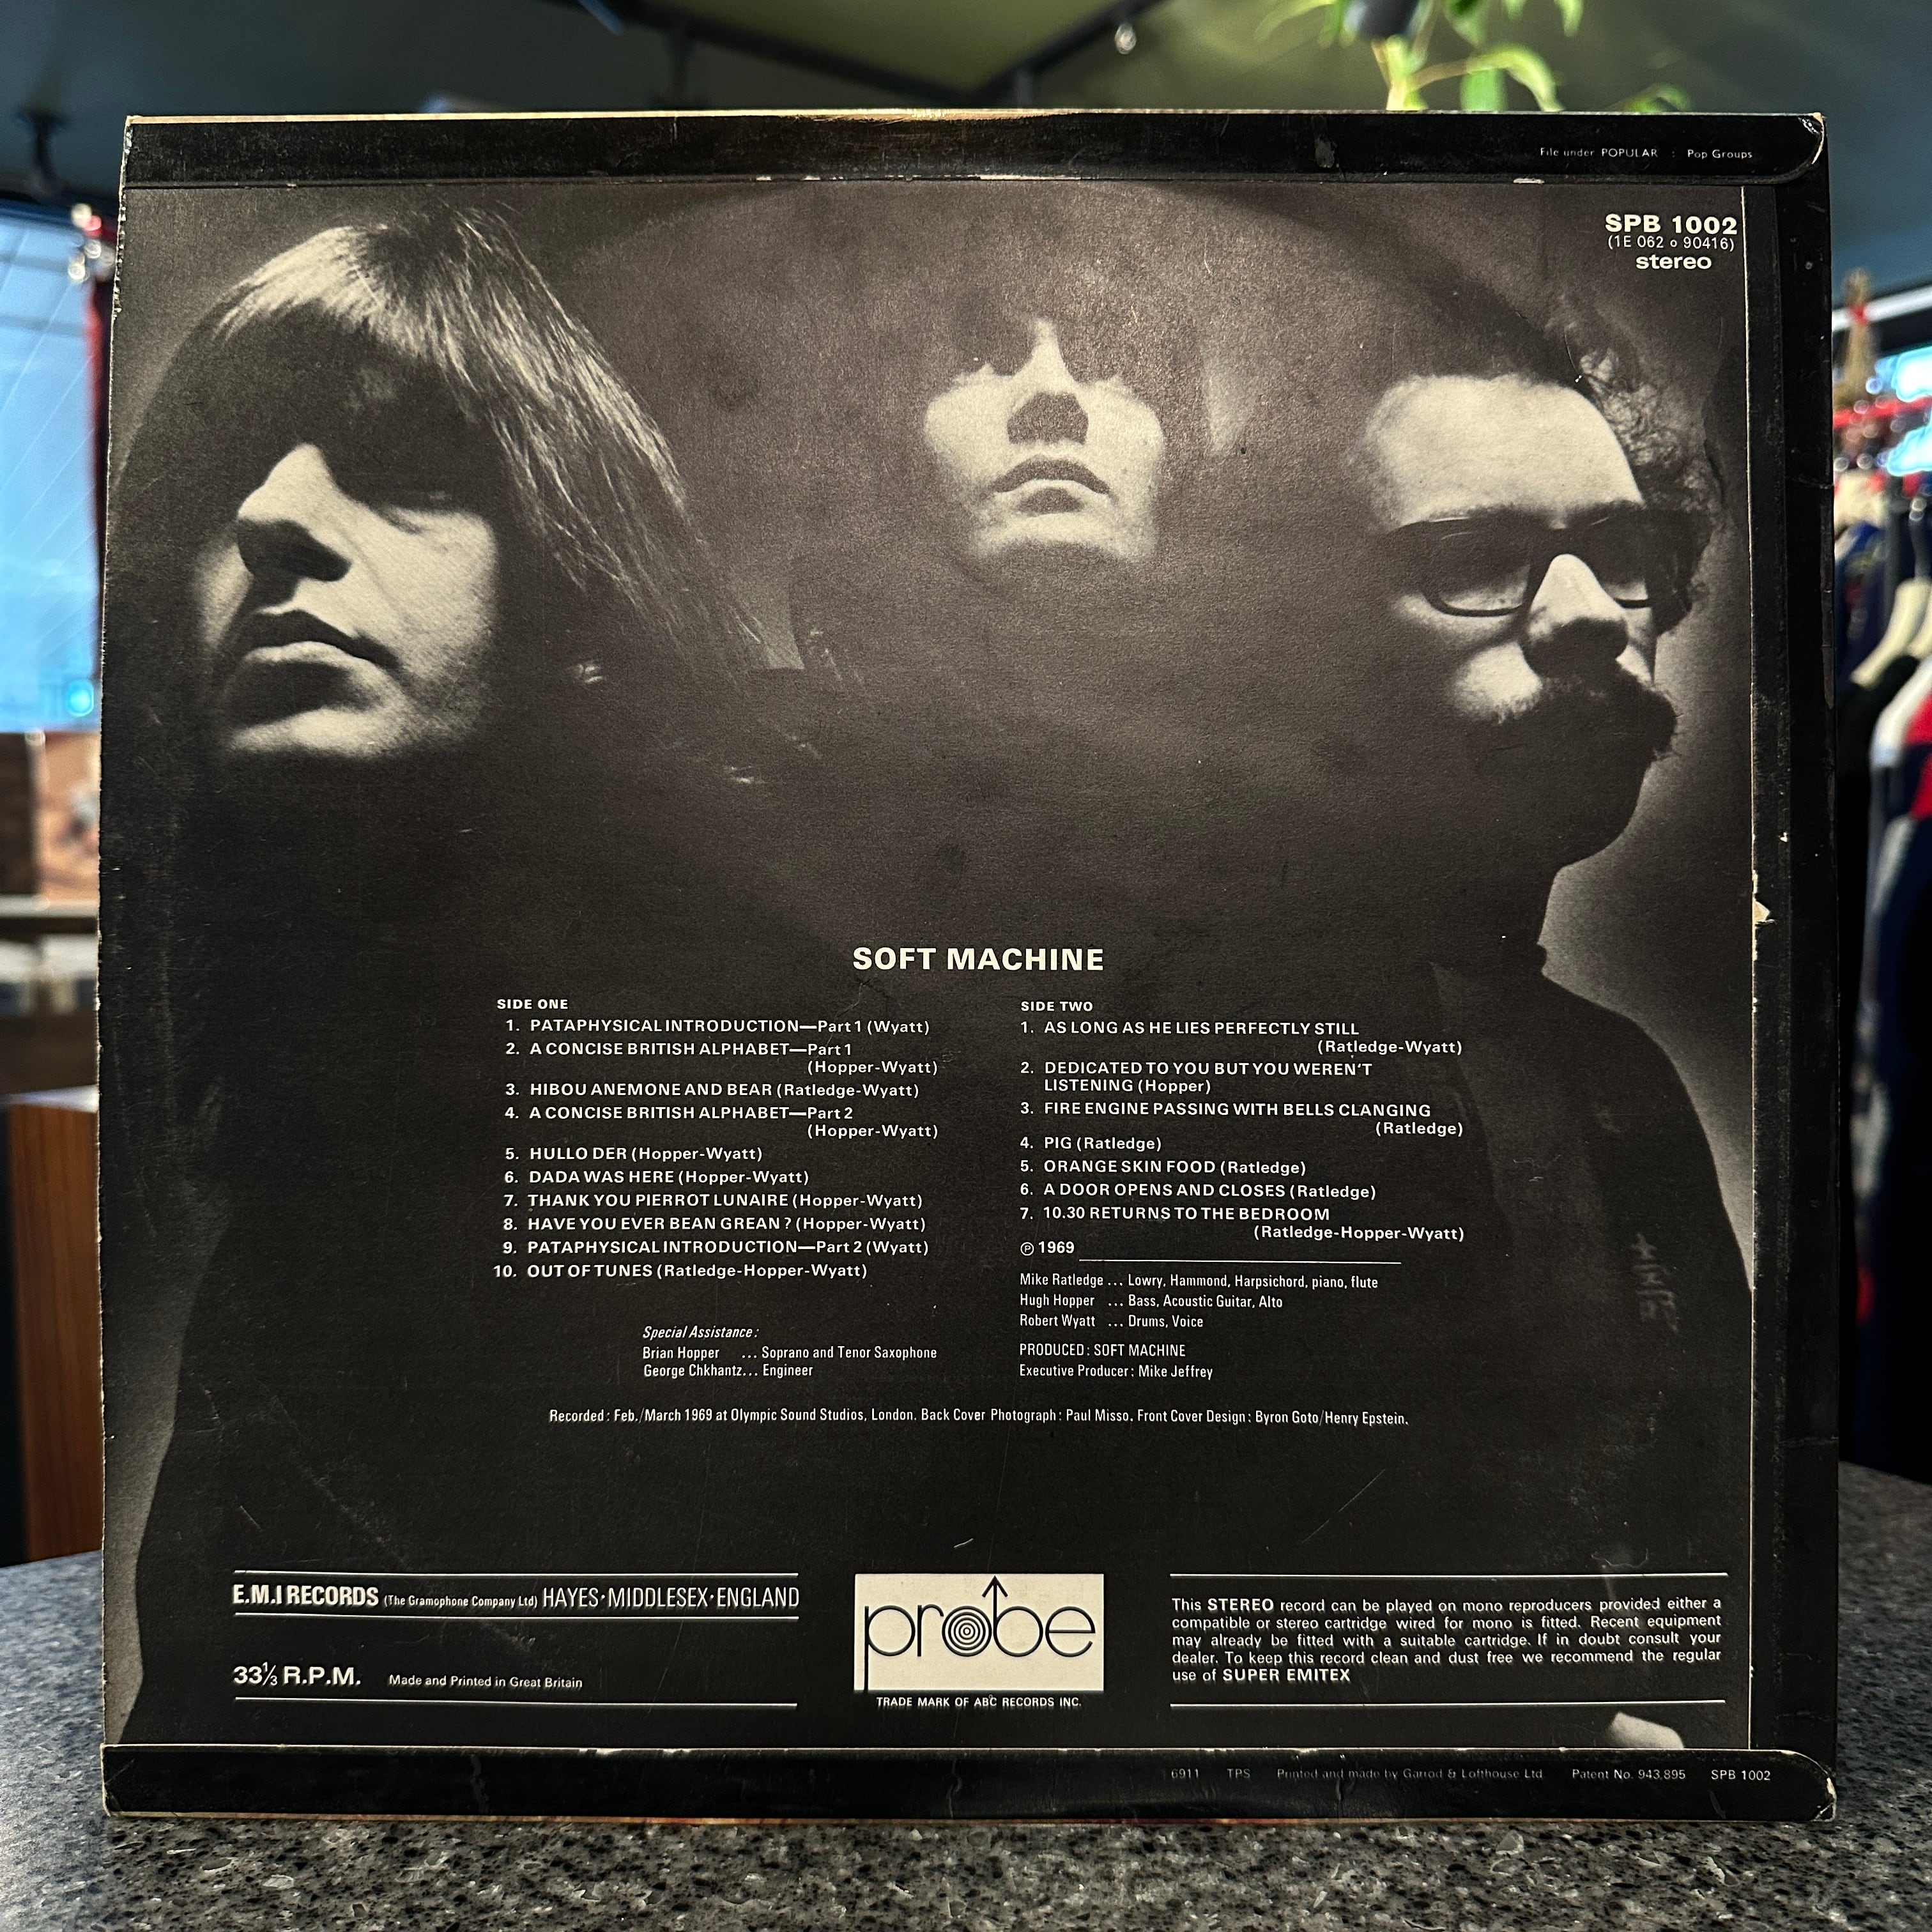 File under POPULAR : Pop Groups
SPB 1002
(1E 062 o 90416)
stereo
SOFT MACHINE
SIDE ONE
1. PATAPHYSICAL INTRODUCTION—Part 1 (Wyatt)
2. A CONCISE BRITISH ALPHABET—Part 1
(Hopper-Wyatt)
3. HIBOU ANEMONE AND BEAR (Ratledge-Wyatt)
4. A CONCISE BRITISH ALPHABET—Part 2
(Hopper-Wyatt)
5. HULLO DER (Hopper-Wyatt)
6. DADA WAS HERE (Hopper-Wyatt)
7. THANK YOU PIERROT LUNAIRE (Hopper-Wyatt)
8. HAVE YOU EVER BEAN GREAN? (Hopper-Wyatt)
9. PATAPHYSICAL INTRODUCTION—Part 2 (Wyatt)
10. OUT OF TUNES (Ratledge-Hopper-Wyatt)
Special Assistance:
Brian Hopper ... Soprano and Tenor Saxophone
George Chkhantz... Engineer
SIDE TWO
1. AS LONG AS HE LIES PERFECTLY STILL
(Ratledge-Wyatt)
2. DEDICATED TO YOU BUT YOU WEREN'T
LISTENING (Hopper)
3. FIRE ENGINE PASSING WITH BELLS CLANGING
(Ratledge)
4. PIG (Ratledge)
5. ORANGE SKIN FOOD (Ratledge)
6. A DOOR OPENS AND CLOSES (Ratledge)
7. 10.30 RETURNS TO THE BEDROOM
(Ratledge-Hopper-Wyatt)
℗ 1969
Mike Ratledge ... Lowry, Hammond, Harpsichord, piano, flute
Hugh Hopper ... Bass, Acoustic Guitar, Alto
Robert Wyatt ... Drums, Voice
PRODUCED: SOFT MACHINE
Executive Producer: Mike Jeffrey
Recorded: Feb./March 1969 at Olympic Sound Studios, London. Back Cover Photograph: Paul Misso. Front Cover Design: Byron Goto/Henry Epstein.
E.M.I RECORDS (The Gramophone Company Ltd) HAYES·MIDDLESEX·ENGLAND
33⅓ R.P.M. Made and Printed in Great Britain
probe
TRADE MARK OF ABC RECORDS INC.
This STEREO record can be played on mono reproducers provided either a
compatible or stereo cartridge wired for mono is fitted. Recent equipment
may already be fitted with a suitable cartridge. If in doubt consult your
dealer. To keep this record clean and dust free we recommend the regular
use of SUPER EMITEX
6911 TPS Printed and made by Garrod & Lofthouse Ltd. Patent No. 943,895 SPB 1002